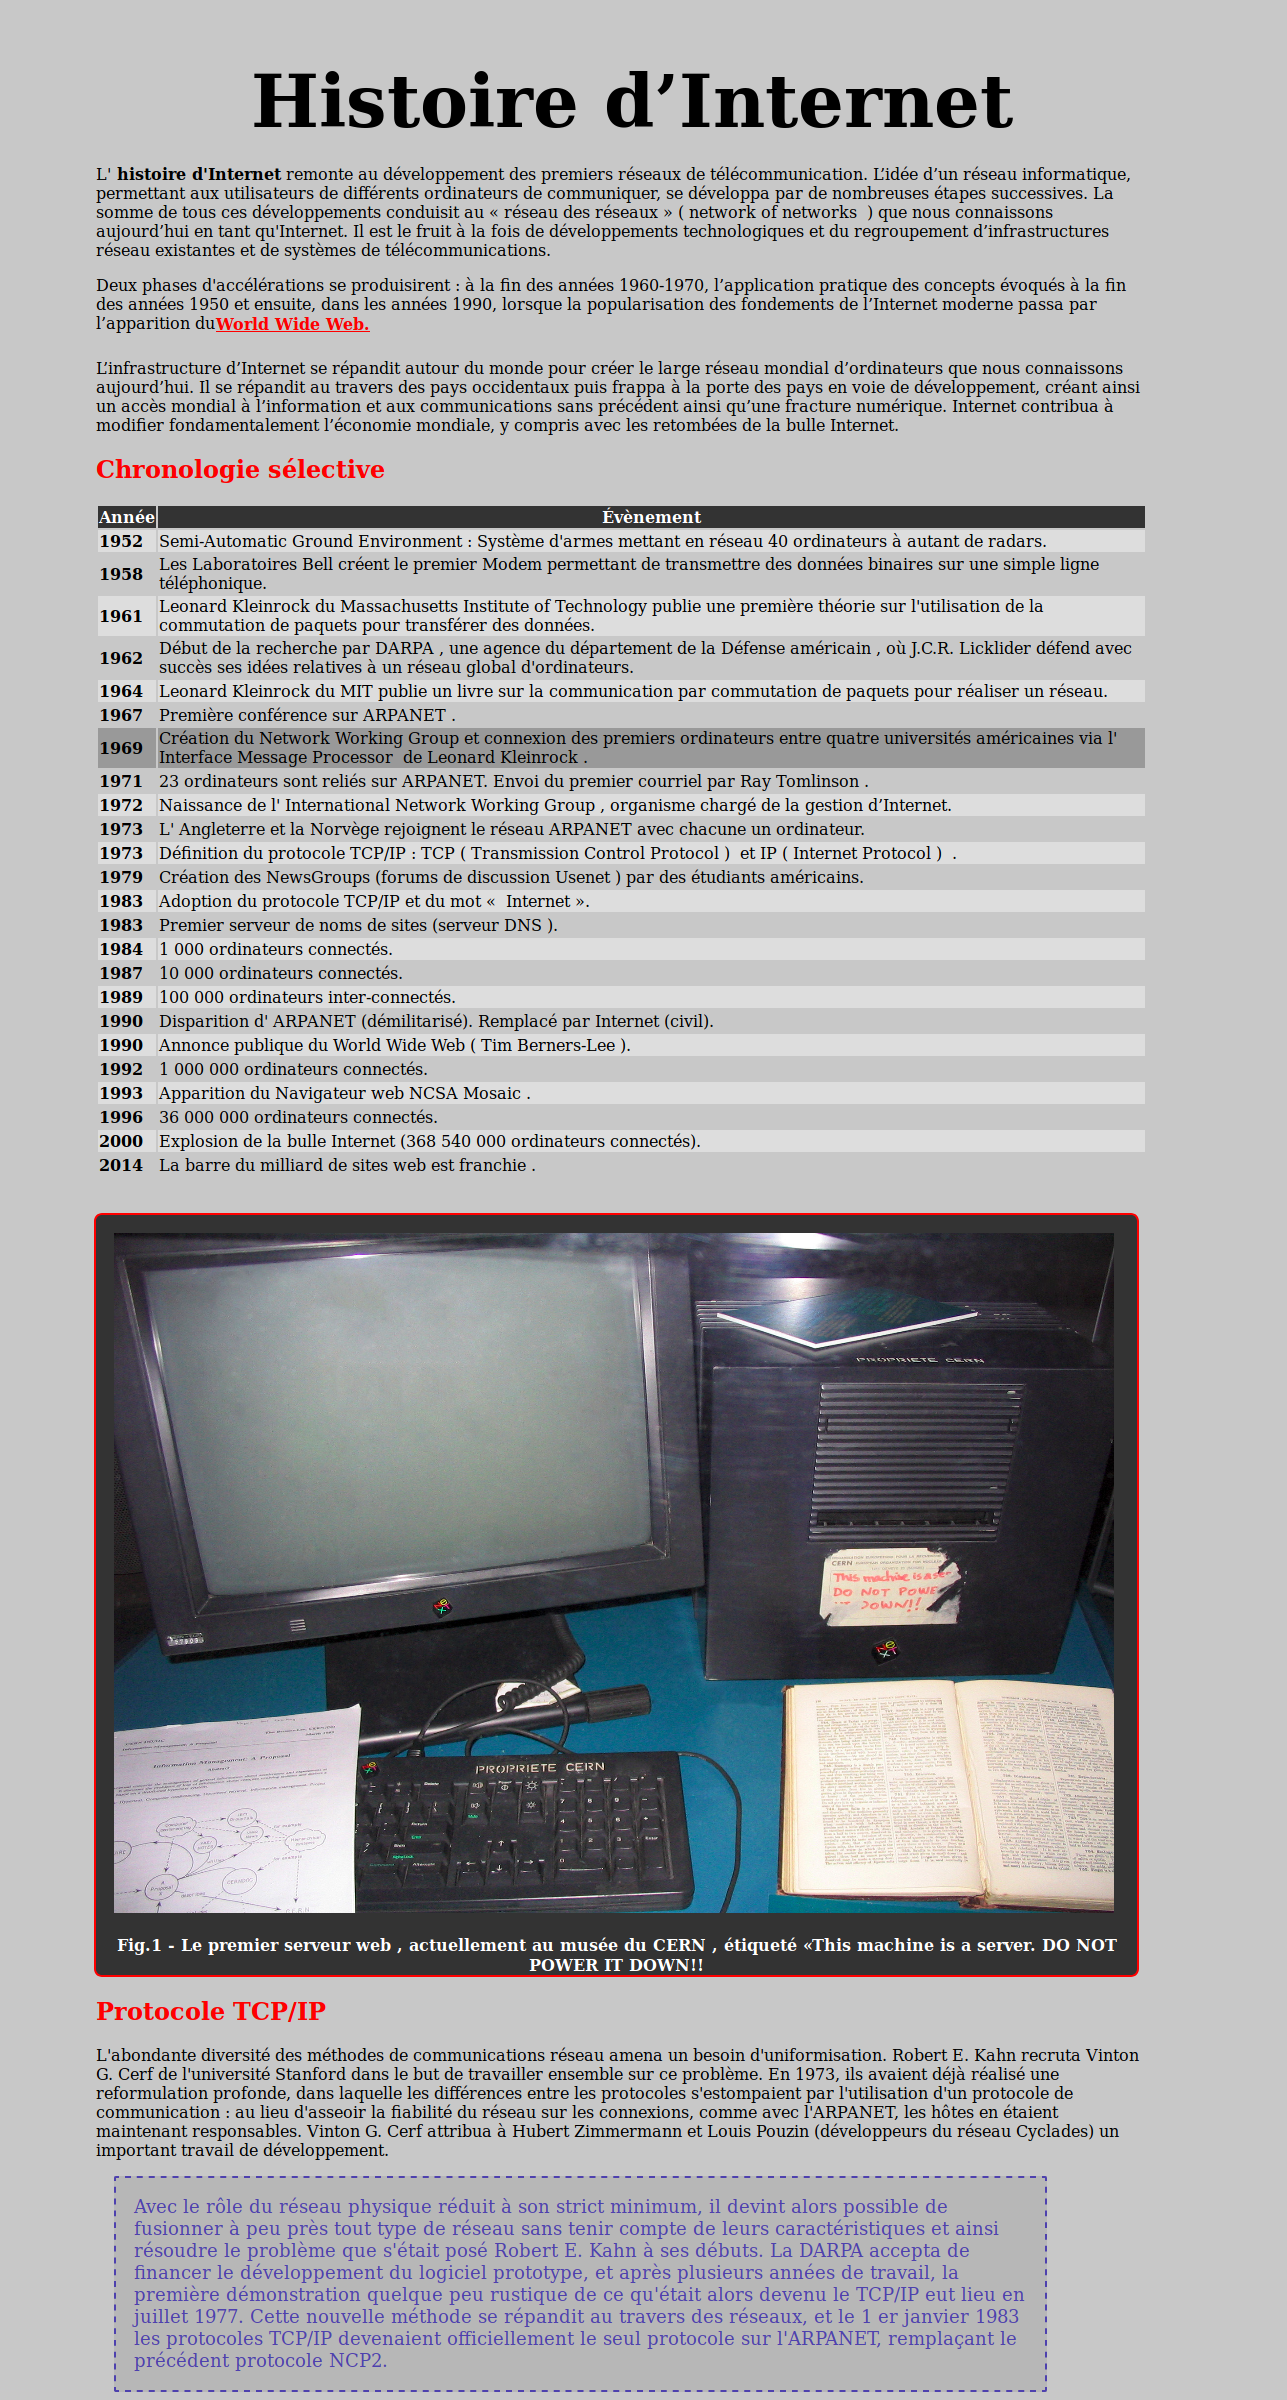 Histoire d’Internet
L' histoire d'Internet remonte au développement des premiers réseaux de télécommunication. L’idée d’un réseau informatique,
permettant aux utilisateurs de différents ordinateurs de communiquer, se développa par de nombreuses étapes successives. La
somme de tous ces développements conduisit au « réseau des réseaux » ( network of networks  ) que nous connaissons
aujourd’hui en tant qu'Internet. Il est le fruit à la fois de développements technologiques et du regroupement d’infrastructures
réseau existantes et de systèmes de télécommunications.
Deux phases d'accélérations se produisirent : à la fin des années 1960-1970, l’application pratique des concepts évoqués à la fin
des années 1950 et ensuite, dans les années 1990, lorsque la popularisation des fondements de l’Internet moderne passa par
l’apparition duWorld Wide Web.
L’infrastructure d’Internet se répandit autour du monde pour créer le large réseau mondial d’ordinateurs que nous connaissons
aujourd’hui. Il se répandit au travers des pays occidentaux puis frappa à la porte des pays en voie de développement, créant ainsi
un accès mondial à l’information et aux communications sans précédent ainsi qu’une fracture numérique. Internet contribua à
modifier fondamentalement l’économie mondiale, y compris avec les retombées de la bulle Internet.
Chronologie sélective
Année Évènement
1952 Semi-Automatic Ground Environment : Système d'armes mettant en réseau 40 ordinateurs à autant de radars.
1958 Les Laboratoires Bell créent le premier Modem permettant de transmettre des données binaires sur une simple ligne
téléphonique.
1961 Leonard Kleinrock du Massachusetts Institute of Technology publie une première théorie sur l'utilisation de la
commutation de paquets pour transférer des données.
1962 Début de la recherche par DARPA , une agence du département de la Défense américain , où J.C.R. Licklider défend avec
succès ses idées relatives à un réseau global d'ordinateurs.
1964 Leonard Kleinrock du MIT publie un livre sur la communication par commutation de paquets pour réaliser un réseau.
1967 Première conférence sur ARPANET .
1969 Création du Network Working Group et connexion des premiers ordinateurs entre quatre universités américaines via l'
Interface Message Processor  de Leonard Kleinrock .
1971 23 ordinateurs sont reliés sur ARPANET. Envoi du premier courriel par Ray Tomlinson .
1972 Naissance de l' International Network Working Group , organisme chargé de la gestion d’Internet.
1973 L' Angleterre et la Norvège rejoignent le réseau ARPANET avec chacune un ordinateur.
1973 Définition du protocole TCP/IP : TCP ( Transmission Control Protocol )  et IP ( Internet Protocol )  .
1979 Création des NewsGroups (forums de discussion Usenet ) par des étudiants américains.
1983 Adoption du protocole TCP/IP et du mot «  Internet ».
1983 Premier serveur de noms de sites (serveur DNS ).
1984 1 000 ordinateurs connectés.
1987 10 000 ordinateurs connectés.
1989 100 000 ordinateurs inter-connectés.
1990 Disparition d' ARPANET (démilitarisé). Remplacé par Internet (civil).
1990 Annonce publique du World Wide Web ( Tim Berners-Lee ).
1992 1 000 000 ordinateurs connectés.
1993 Apparition du Navigateur web NCSA Mosaic .
1996 36 000 000 ordinateurs connectés.
2000 Explosion de la bulle Internet (368 540 000 ordinateurs connectés).
2014 La barre du milliard de sites web est franchie .
PROPRIETE CERN
CERN
This machine is a
DO NOT POWE
DOWN!!
Information Management: A Proposal
PROPRIETE CERN
Fig.1 - Le premier serveur web , actuellement au musée du CERN , étiqueté «This machine is a server. DO NOT
POWER IT DOWN!!
Protocole TCP/IP
L'abondante diversité des méthodes de communications réseau amena un besoin d'uniformisation. Robert E. Kahn recruta Vinton
G. Cerf de l'université Stanford dans le but de travailler ensemble sur ce problème. En 1973, ils avaient déjà réalisé une
reformulation profonde, dans laquelle les différences entre les protocoles s'estompaient par l'utilisation d'un protocole de
communication : au lieu d'asseoir la fiabilité du réseau sur les connexions, comme avec l'ARPANET, les hôtes en étaient
maintenant responsables. Vinton G. Cerf attribua à Hubert Zimmermann et Louis Pouzin (développeurs du réseau Cyclades) un
important travail de développement.
Avec le rôle du réseau physique réduit à son strict minimum, il devint alors possible de
fusionner à peu près tout type de réseau sans tenir compte de leurs caractéristiques et ainsi
résoudre le problème que s'était posé Robert E. Kahn à ses débuts. La DARPA accepta de
financer le développement du logiciel prototype, et après plusieurs années de travail, la
première démonstration quelque peu rustique de ce qu'était alors devenu le TCP/IP eut lieu en
juillet 1977. Cette nouvelle méthode se répandit au travers des réseaux, et le 1 er janvier 1983
les protocoles TCP/IP devenaient officiellement le seul protocole sur l'ARPANET, remplaçant le
précédent protocole NCP2.